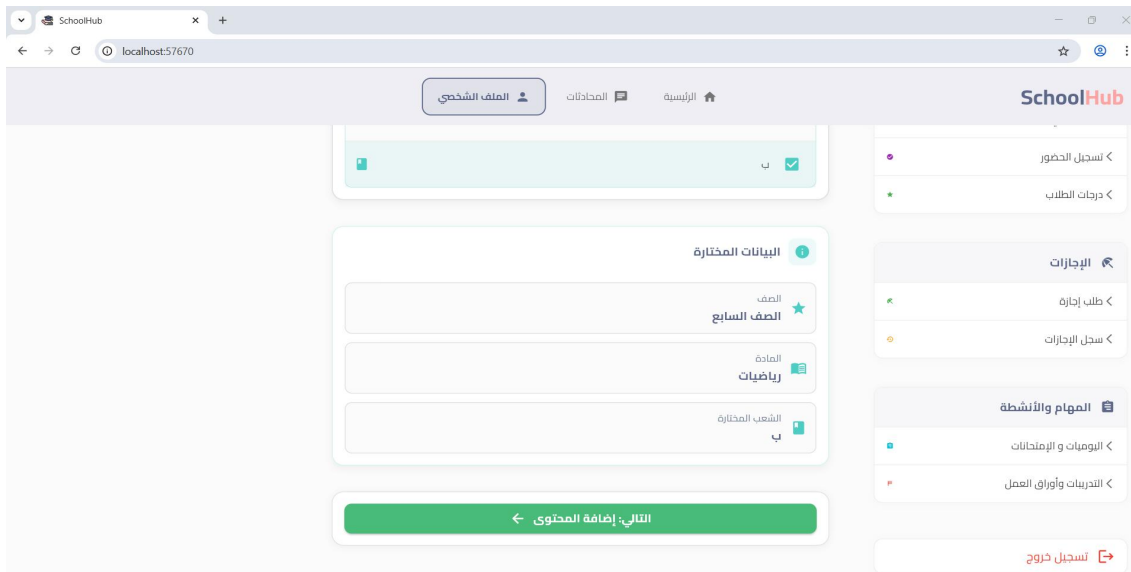 SchoolHub
localhost:57670
SchoolHub
الرئيسية
المحادثات
الملف الشخصي
تسجيل الحضور
درجات الطلاب
الإجازات
طلب إجازة
سجل الإجازات
المهام والأنشطة
اليوميات و الإمتحانات
التدريبات وأوراق العمل
تسجيل خروج
ب
البيانات المختارة
الصف
الصف السابع
المادة
رياضيات
الشعب المختارة
ب
التالي: إضافة المحتوى